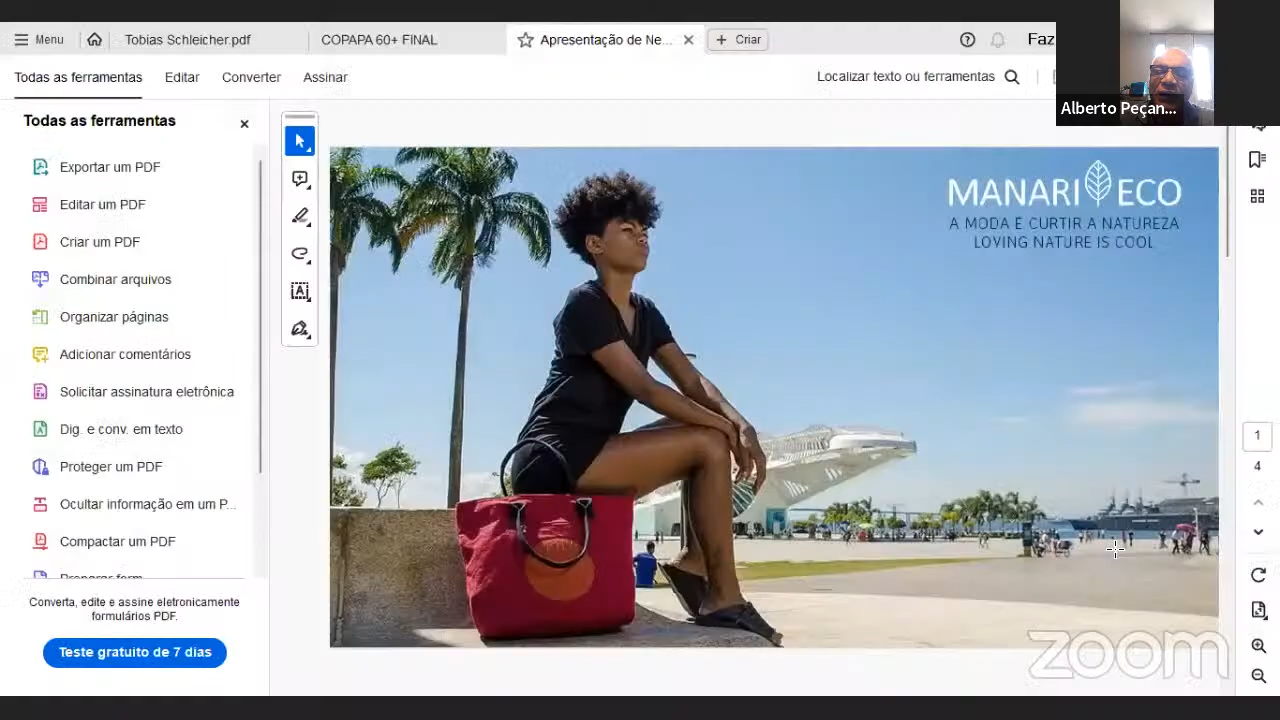 Menu
Tobias Schleicher.pdf
COPAPA 60+ FINAL
Apresentação de Ne...
Criar
Faz
Todas as ferramentas
Editar
Converter
Assinar
Localizar texto ou ferramentas
Alberto Peçan...
Todas as ferramentas
Exportar um PDF
Editar um PDF
Criar um PDF
Combinar arquivos
Organizar páginas
Adicionar comentários
Solicitar assinatura eletrônica
Dig. e conv. em texto
Proteger um PDF
Ocultar informação em um P...
Compactar um PDF
Converta, edite e assine eletronicamente
formulários PDF.
Teste gratuito de 7 dias
MANARI ECO
A MODA É CURTIR A NATUREZA
LOVING NATURE IS COOL
1
4
zoom